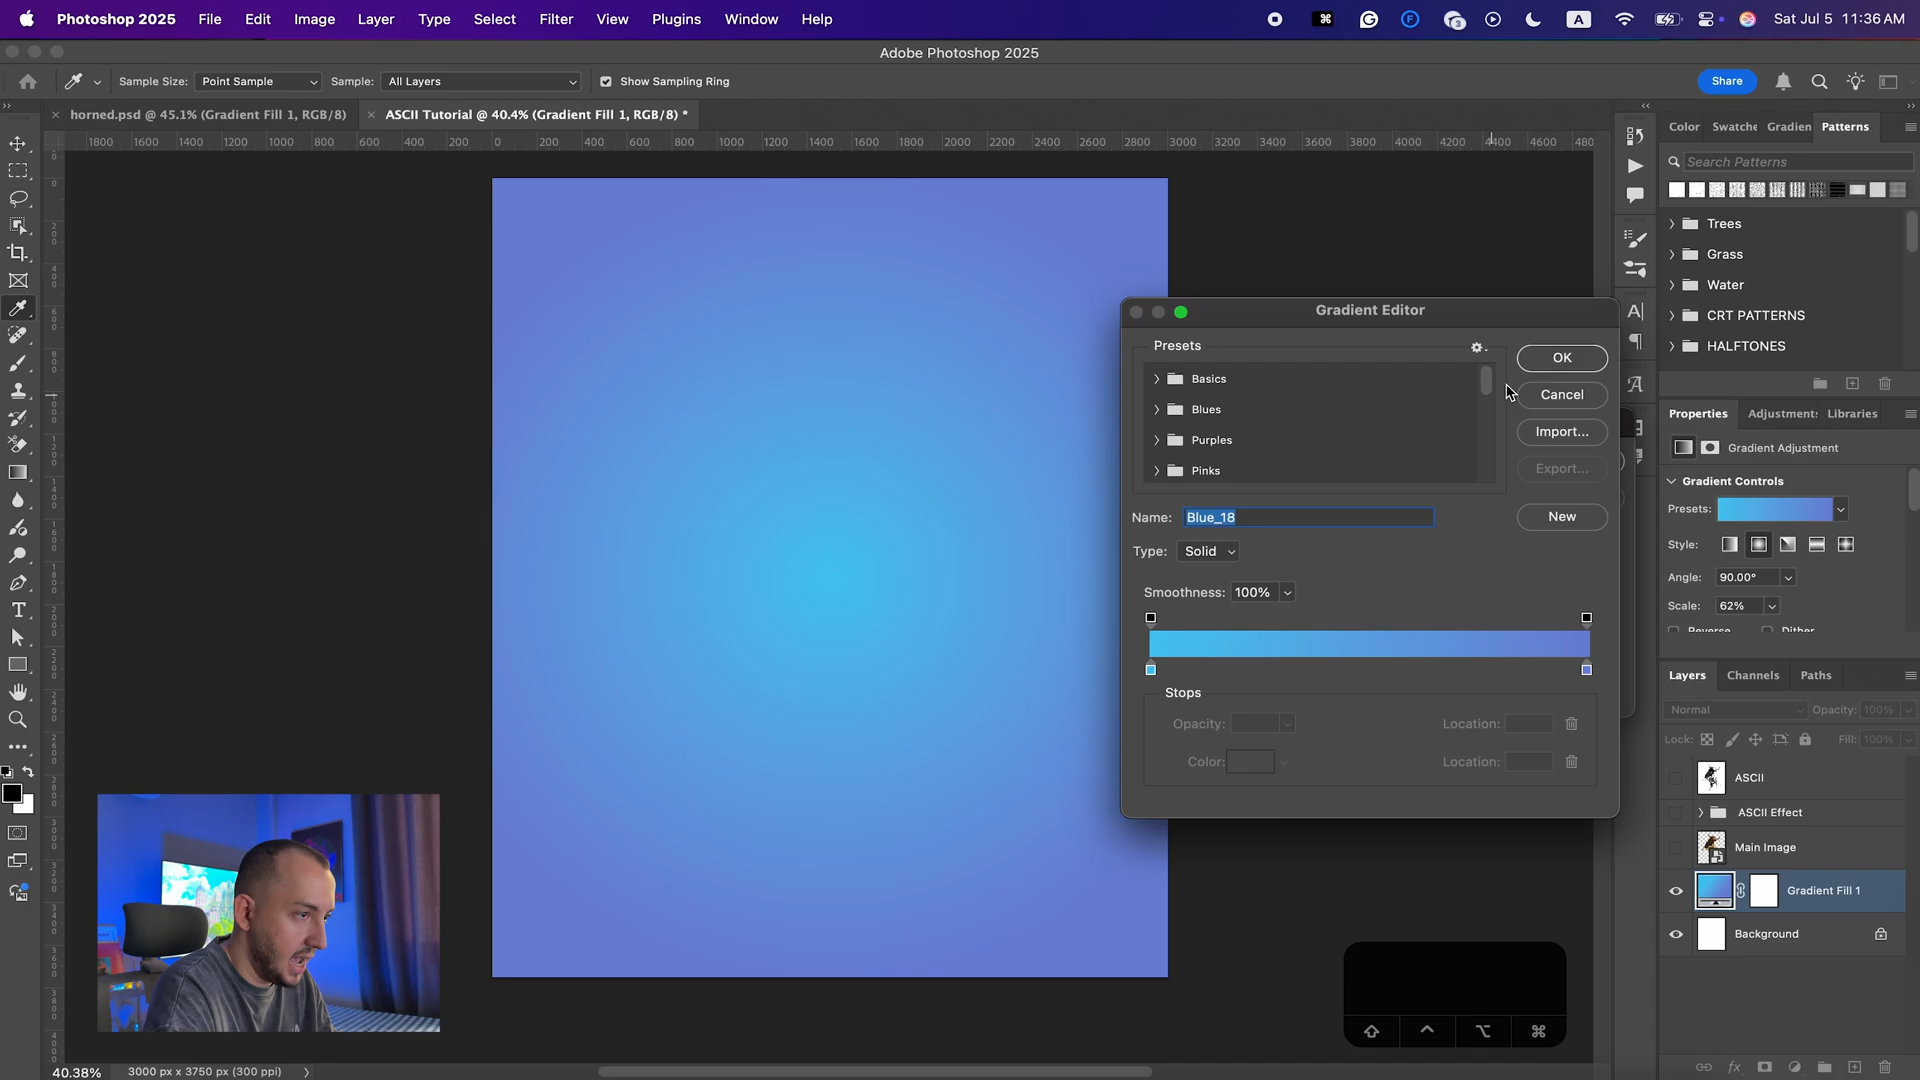 Photoshop 2025 File Edit Image Layer Type Select Filter View Plugins Window Help A Sat Jul 5 11:36 AM
Adobe Photoshop 2025
Sample Size: Point Sample Sample: All Layers Show Sampling Ring Share
horned.psd @ 45.1% (Gradient Fill 1, RGB/8) ASCII Tutorial @ 40.4% (Gradient Fill 1, RGB/8) *
1800 1600 1400 1200 1000 800 600 400 200 0 200 400 600 800 1000 1200 1400 1600 1800 2000 2200 2400 2600 2800 3000 3200 3400 3600 3800 4000 4200 4400 4600 480
Color Swatche Gradien Patterns
Search Patterns
Trees
Grass
Water
CRT PATTERNS
HALFTONES
Gradient Editor
Presets
Basics
Blues
Purples
Pinks
OK
Cancel
Import...
Export...
Name: Blue_18
New
Type: Solid
Smoothness: 100%
Stops
Opacity: Location:
Color: Location:
Properties Adjustment: Libraries
Gradient Adjustment
Gradient Controls
Presets:
Style:
Angle: 90.00°
Scale: 62%
Reverse Dither
Layers Channels Paths
Normal Opacity: 100%
Lock: Fill: 100%
ASCII
ASCII Effect
Main Image
Gradient Fill 1
Background
40.38% 3000 px x 3750 px (300 ppi)